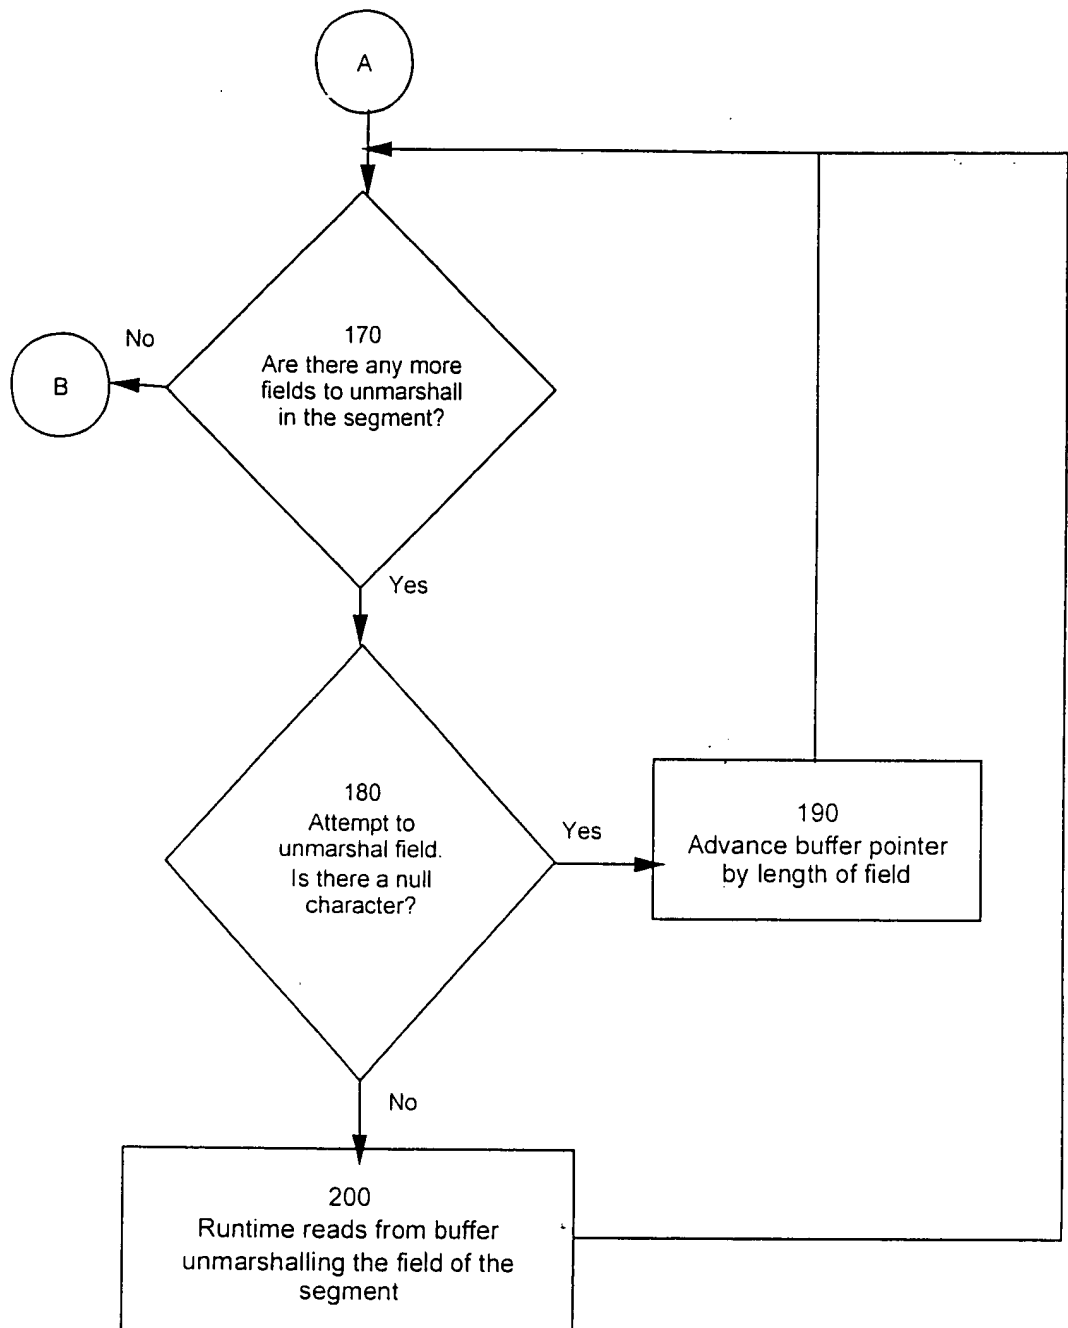 A
No
B
170
Are there any more
fields to unmarshall
in the segment?
Yes
180
Attempt to
unmarshal field.
Is there a null
character?
Yes
190
Advance buffer pointer
by length of field
No
200
Runtime reads from buffer
unmarshalling the field of the
segment